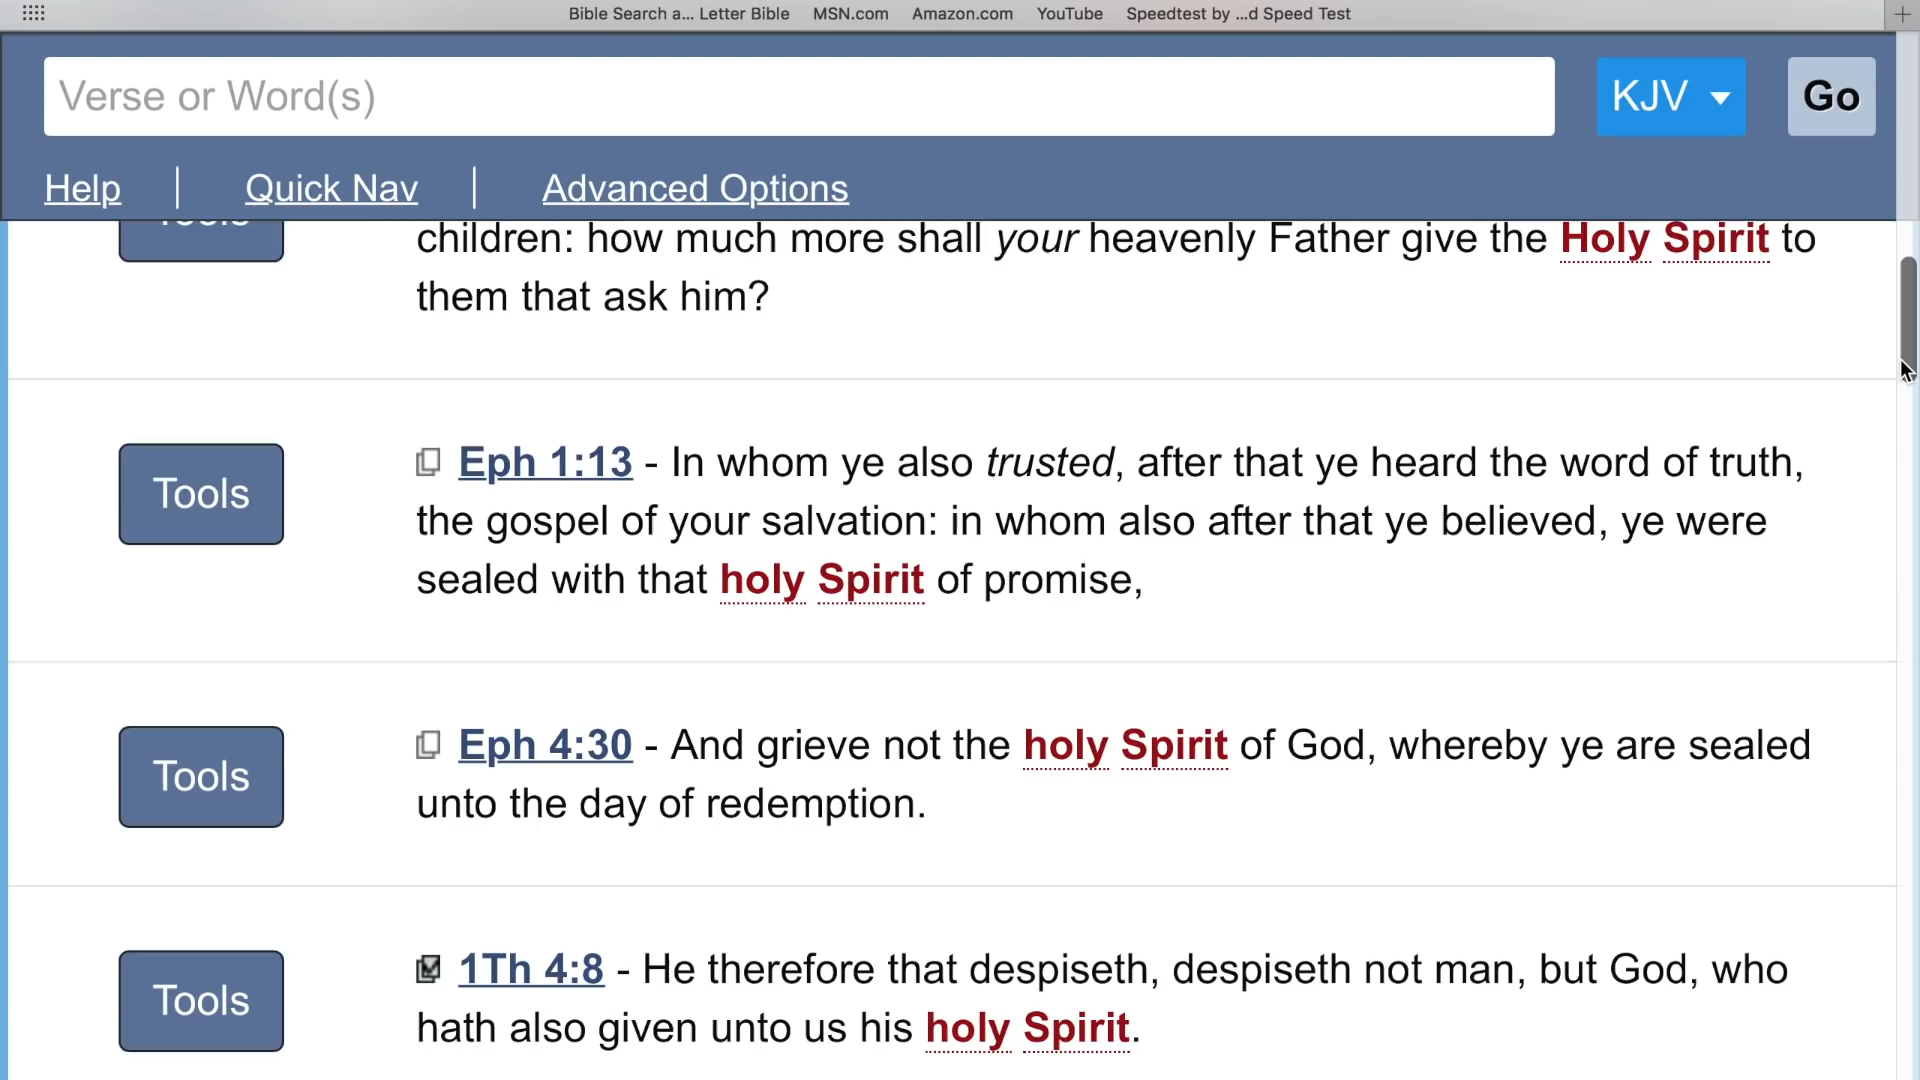 Bible Search a... Letter Bible MSN.com Amazon.com YouTube Speedtest by ...d Speed Test
Verse or Word(s) KJV Go
Help | Quick Nav | Advanced Options
Tools
children: how much more shall your heavenly Father give the Holy Spirit to
them that ask him?
Eph 1:13 - In whom ye also trusted, after that ye heard the word of truth,
Tools
the gospel of your salvation: in whom also after that ye believed, ye were
sealed with that holy Spirit of promise,
Eph 4:30 - And grieve not the holy Spirit of God, whereby ye are sealed
Tools
unto the day of redemption.
1Th 4:8 - He therefore that despiseth, despiseth not man, but God, who
Tools
hath also given unto us his holy Spirit.